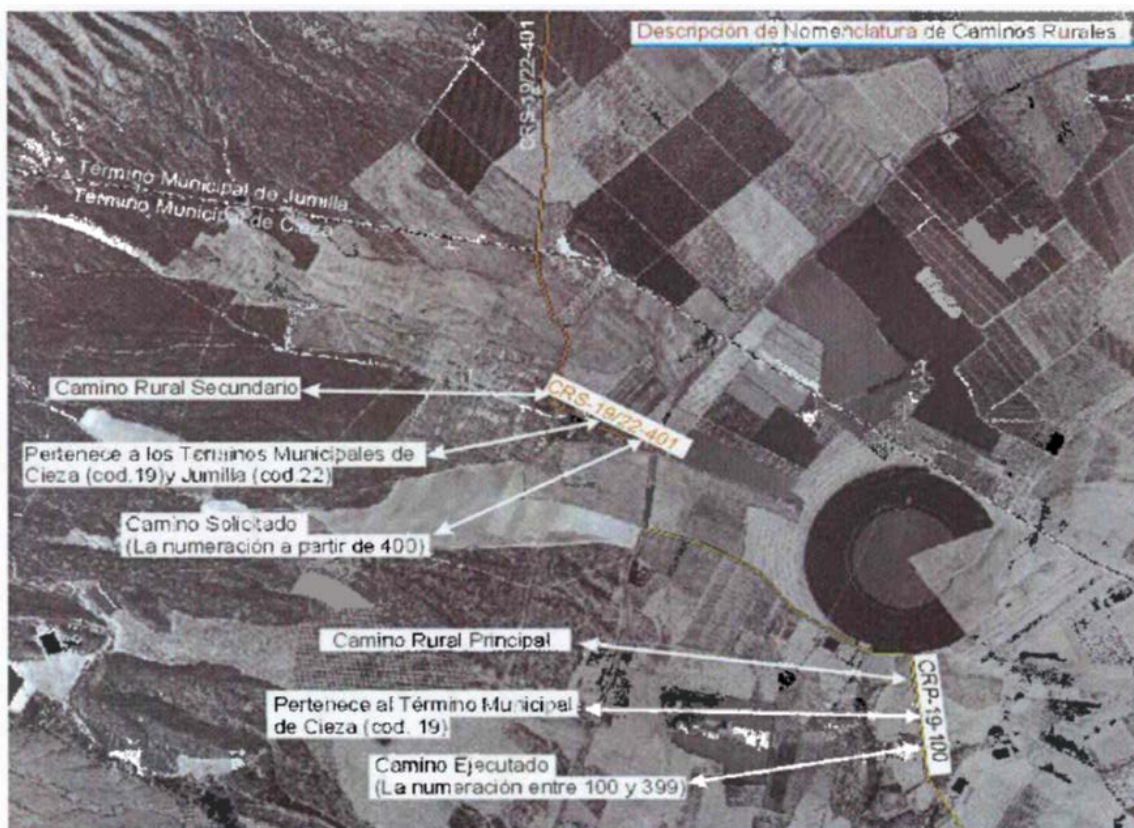 Descripción de Nomenclatura de Caminos Rurales
CRS-19/22-401
Término Municipal de Jumilla
Término Municipal de Cieza
Camino Rural Secundario
CRS-19/22-401
Pertenece a los Términos Municipales de
Cieza (cod.19)y Jumilla (cod.22)
Camino Solicitado
(La numeración a partir de 400)
Camino Rural Principal
CRP-19-100
Pertenece al Término Municipal
de Cieza (cod. 19)
Camino Ejecutado
(La numeración entre 100 y 399)